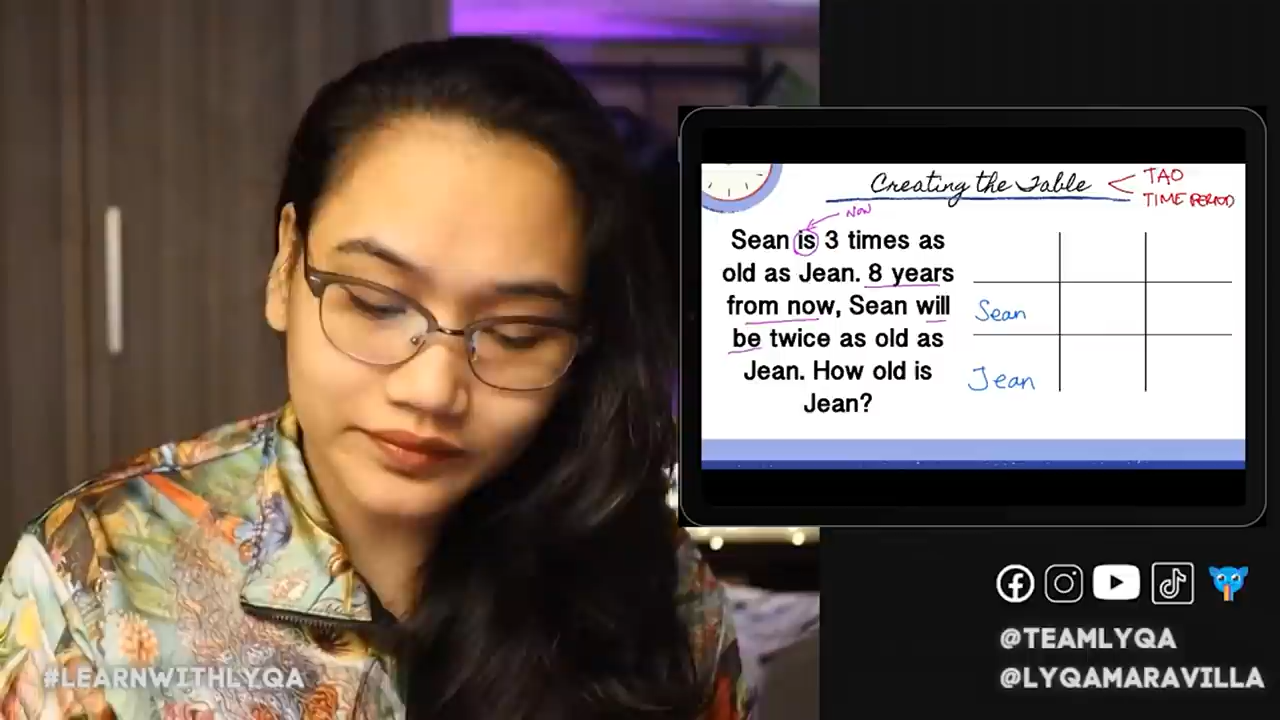 Creating the Table
TAO
TIME PERIOD
NOW
Sean is 3 times as
old as Jean. 8 years
from now, Sean will
be twice as old as
Jean. How old is
Jean?
Sean
Jean
#LEARNWITHLYQA
@TEAMLYQA
@LYQAMARAVILLA